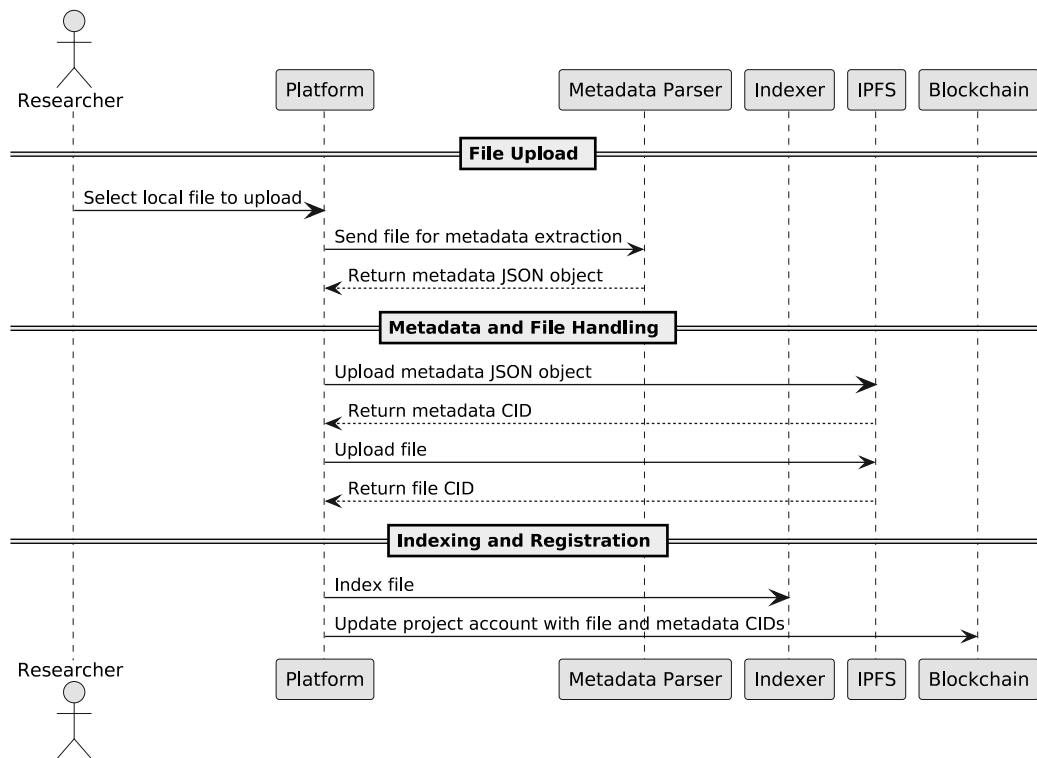 Researcher
Platform
Metadata Parser
Indexer
IPFS
Blockchain
File Upload
Select local file to upload
Send file for metadata extraction
Return metadata JSON object
Metadata and File Handling
Upload metadata JSON object
Return metadata CID
Upload file
Return file CID
Indexing and Registration
Index file
Update project account with file and metadata CIDs
Researcher
Platform
Metadata Parser
Indexer
IPFS
Blockchain